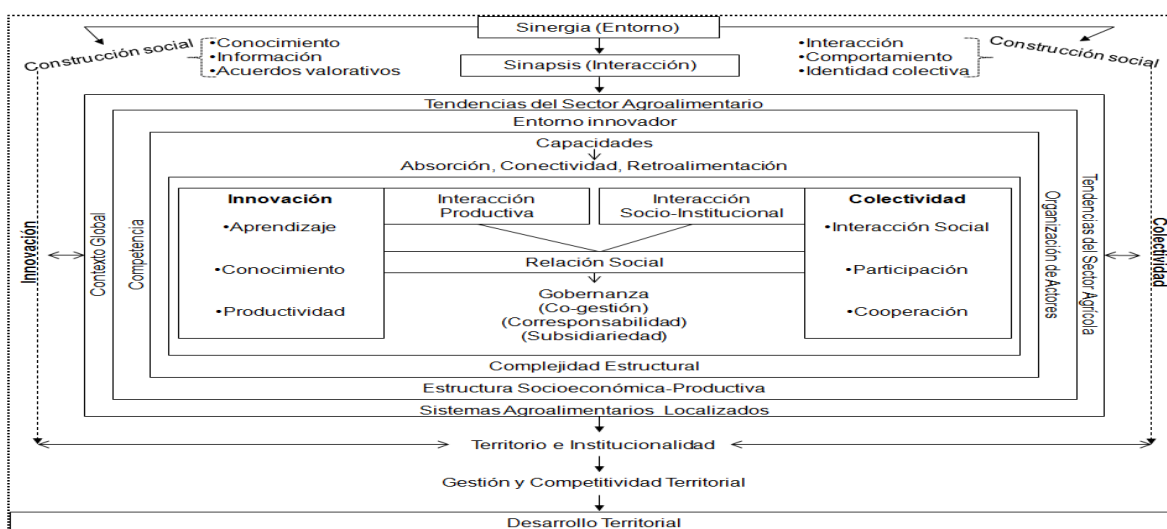 Sinergia (Entorno)
Construcción social
•Conocimiento
•Información
•Acuerdos valorativos
•Interacción
•Comportamiento
•Identidad colectiva
Construcción social
Sinapsis (Interacción)
Tendencias del Sector Agroalimentario
Entorno innovador
Capacidades
Absorción, Conectividad, Retroalimentación
Innovación
Contexto Global
Competencia
Innovación
•Aprendizaje
•Conocimiento
•Productividad
Interacción
Productiva
Interacción
Socio-Institucional
Relación Social
Gobernanza
(Co-gestión)
(Corresponsabilidad)
(Subsidiariedad)
Colectividad
•Interacción Social
•Participación
•Cooperación
Organización de Actores
Tendencias del Sector Agrícola
Colectividad
Complejidad Estructural
Estructura Socioeconómica-Productiva
Sistemas Agroalimentarios Localizados
Territorio e Institucionalidad
Gestión y Competitividad Territorial
Desarrollo Territorial